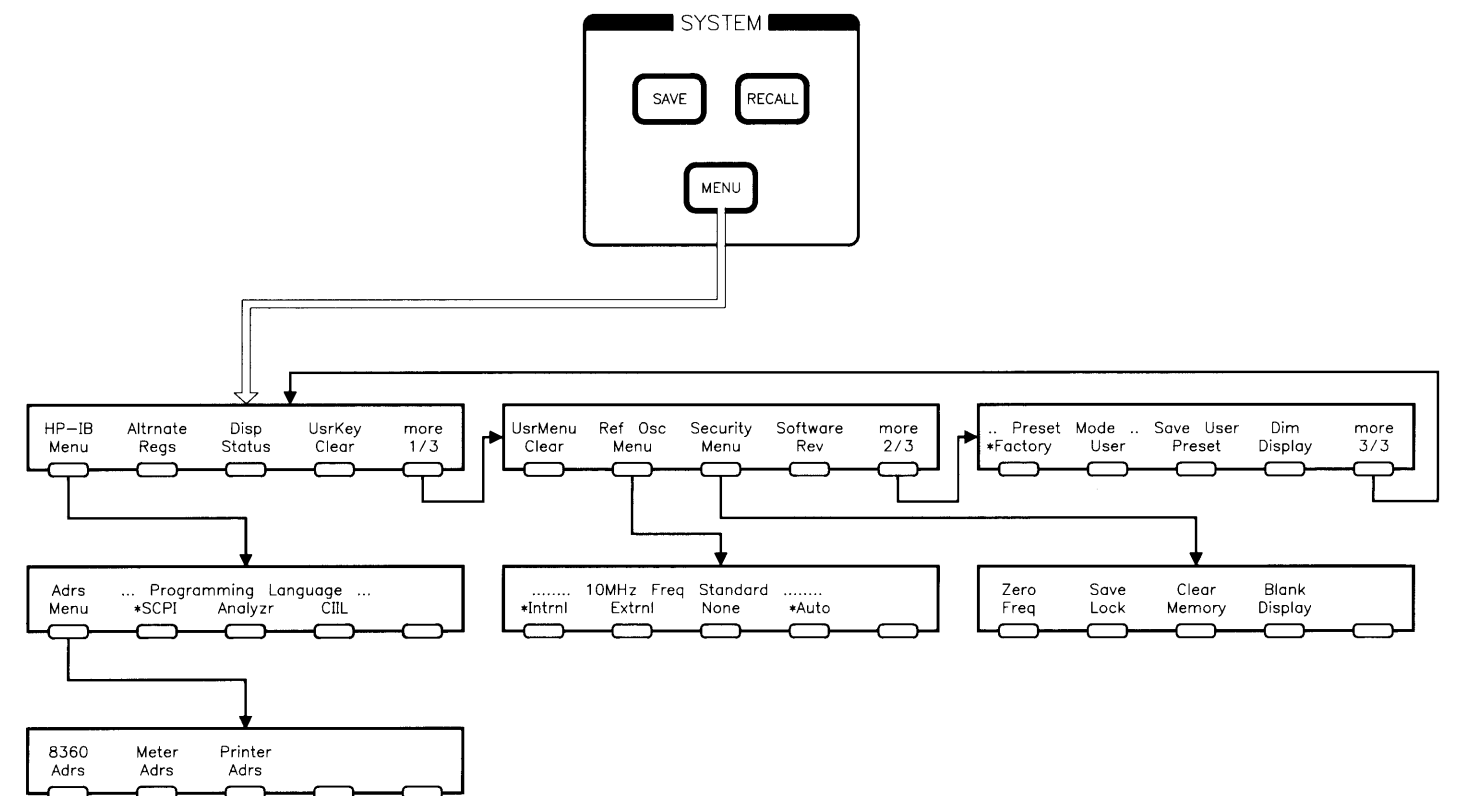 SYSTEM
SAVE RECALL
MENU
HP-IB Altrnate Disp UsrKey more
Menu Regs Status Clear 1/3
UsrMenu Ref Osc Security Software more
Clear Menu Menu Rev 2/3
.. Preset Mode .. Save User Dim more
*Factory User Preset Display 3/3
Adrs ... Programming Language ...
Menu *SCPI Analyzr CIIL
........ 10MHz Freq Standard ........
*Intrnl Extrnl None *Auto
Zero Save Clear Blank
Freq Lock Memory Display
8360 Meter Printer
Adrs Adrs Adrs